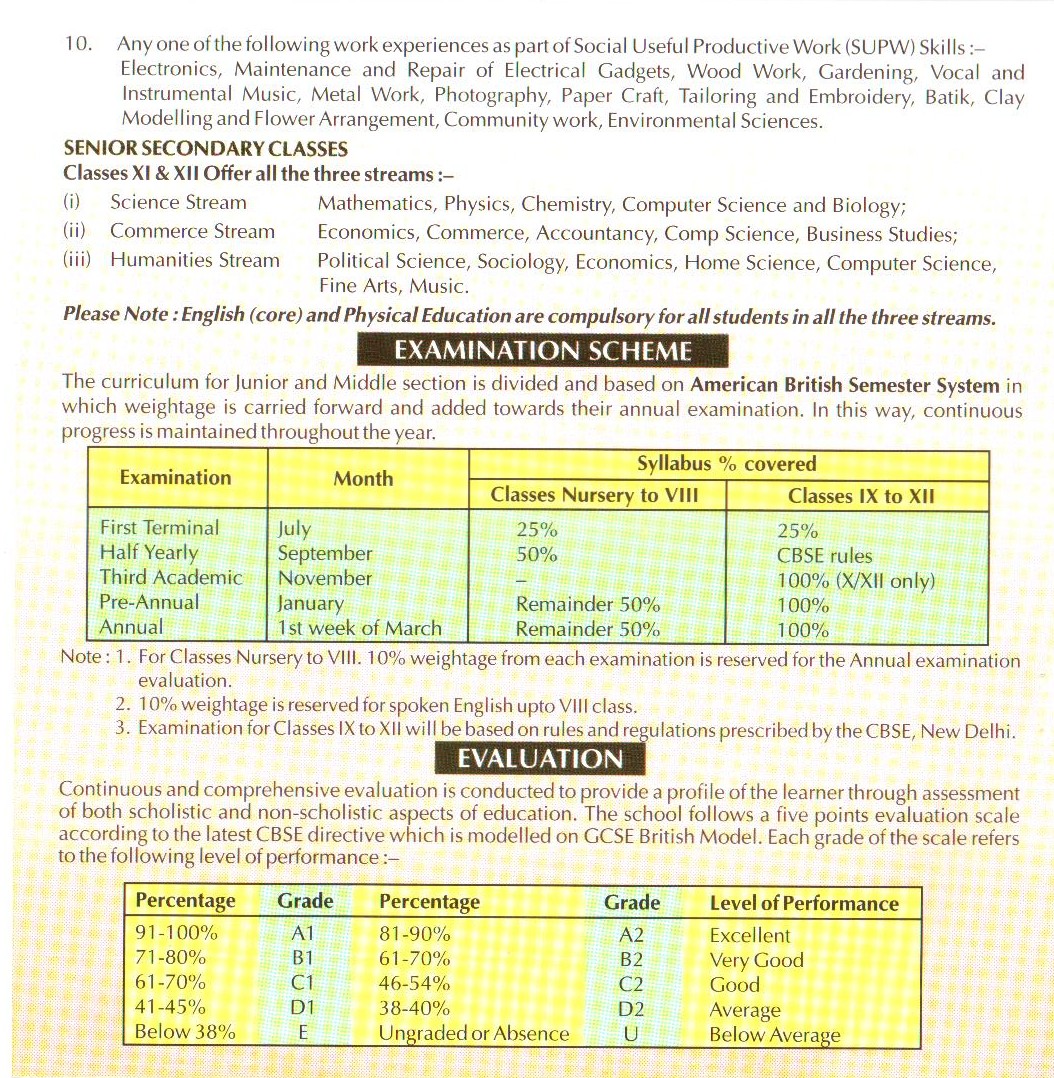 10. Any one of the following work experiences as part of Social Useful Productive Work (SUPW) Skills :–
Electronics, Maintenance and Repair of Electrical Gadgets, Wood Work, Gardening, Vocal and
Instrumental Music, Metal Work, Photography, Paper Craft, Tailoring and Embroidery, Batik, Clay
Modelling and Flower Arrangement, Community work, Environmental Sciences.
SENIOR SECONDARY CLASSES
Classes XI & XII Offer all the three streams :–
(i) Science Stream Mathematics, Physics, Chemistry, Computer Science and Biology;
(ii) Commerce Stream Economics, Commerce, Accountancy, Comp Science, Business Studies;
(iii) Humanities Stream Political Science, Sociology, Economics, Home Science, Computer Science,
Fine Arts, Music.
Please Note : English (core) and Physical Education are compulsory for all students in all the three streams.
EXAMINATION SCHEME
The curriculum for Junior and Middle section is divided and based on American British Semester System in
which weightage is carried forward and added towards their annual examination. In this way, continuous
progress is maintained throughout the year.
Examination Month Syllabus % covered
Classes Nursery to VIII Classes IX to XII
First Terminal July 25% 25%
Half Yearly September 50% CBSE rules
Third Academic November – 100% (X/XII only)
Pre-Annual January Remainder 50% 100%
Annual 1st week of March Remainder 50% 100%
Note : 1. For Classes Nursery to VIII. 10% weightage from each examination is reserved for the Annual examination
evaluation.
2. 10% weightage is reserved for spoken English upto VIII class.
3. Examination for Classes IX to XII will be based on rules and regulations prescribed by the CBSE, New Delhi.
EVALUATION
Continuous and comprehensive evaluation is conducted to provide a profile of the learner through assessment
of both scholistic and non-scholistic aspects of education. The school follows a five points evaluation scale
according to the latest CBSE directive which is modelled on GCSE British Model. Each grade of the scale refers
to the following level of performance :–
Percentage Grade Percentage Grade Level of Performance
91-100% A1 81-90% A2 Excellent
71-80% B1 61-70% B2 Very Good
61-70% C1 46-54% C2 Good
41-45% D1 38-40% D2 Average
Below 38% E Ungraded or Absence U Below Average